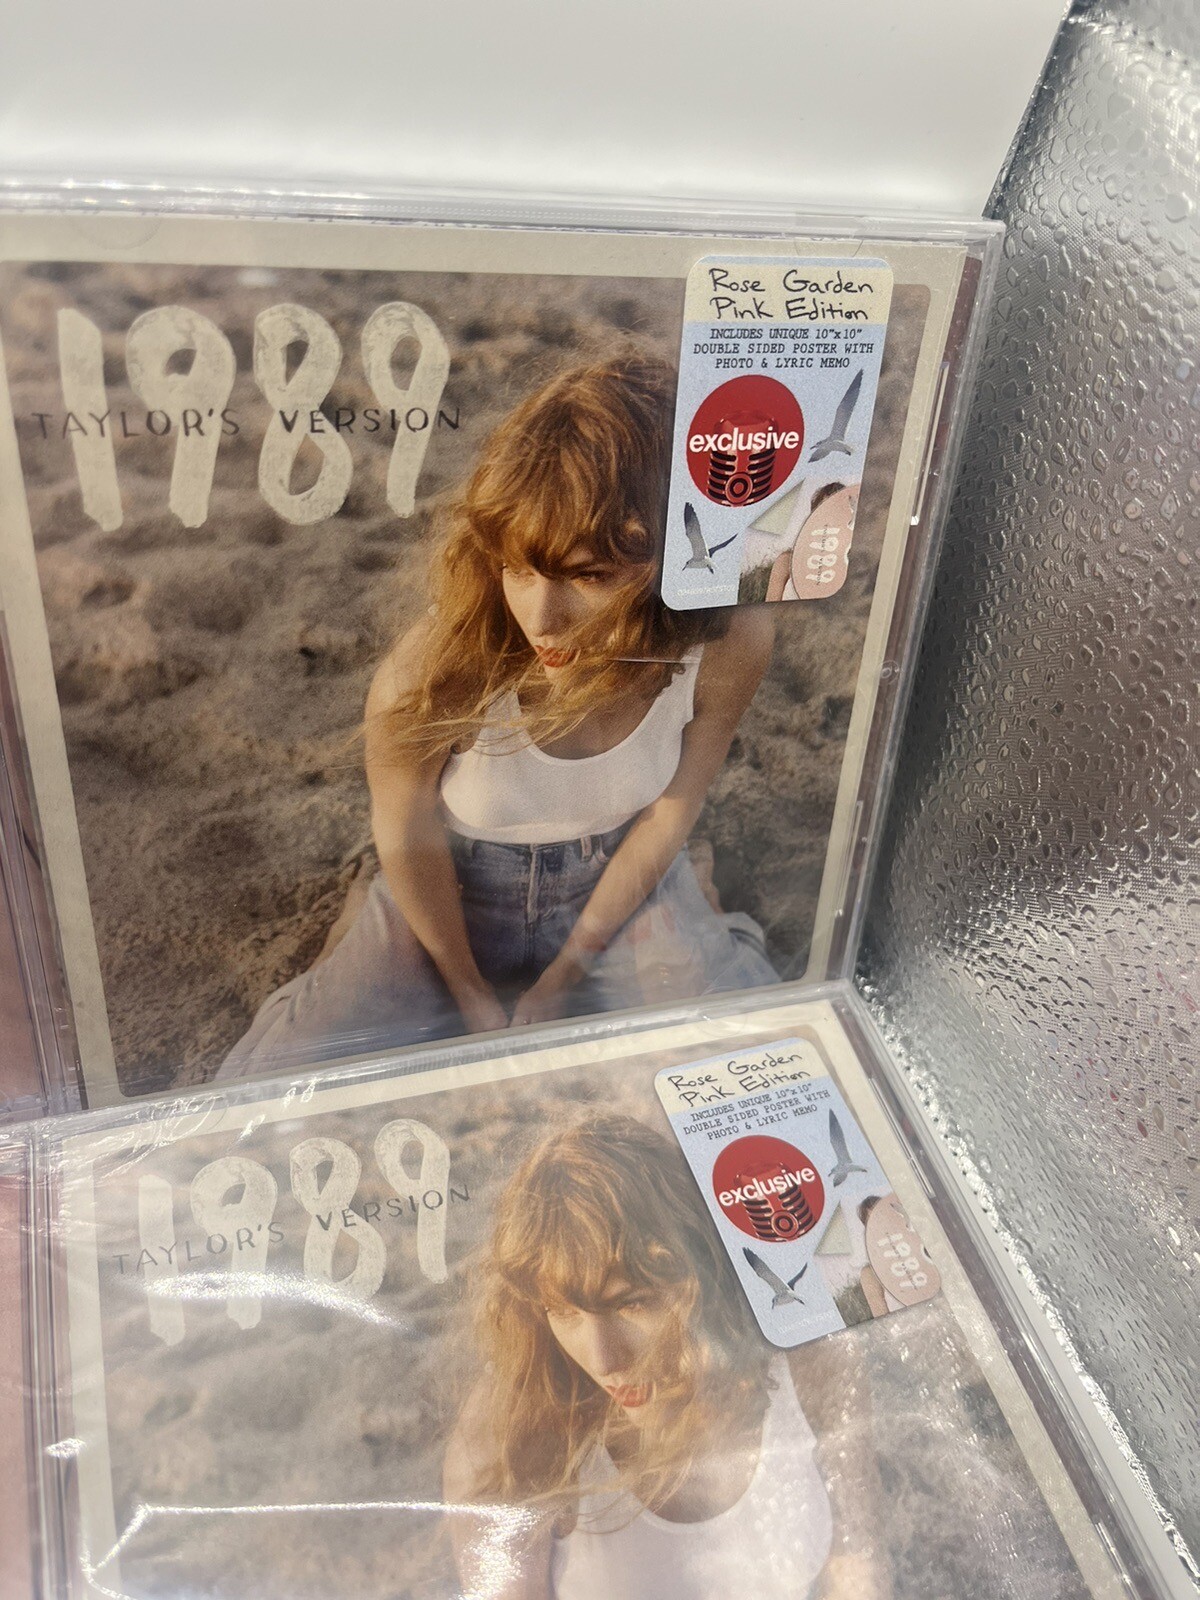 1989
TAYLOR'S VERSION
Rose Garden
Pink Edition
INCLUDES UNIQUE 10"x10"
DOUBLE SIDED POSTER WITH
PHOTO & LYRIC MEMO
exclusive
1989
1989
TAYLOR'S VERSION
Rose Garden
Pink Edition
INCLUDES UNIQUE 10"x10"
DOUBLE SIDED POSTER WITH
PHOTO & LYRIC MEMO
exclusive
1989